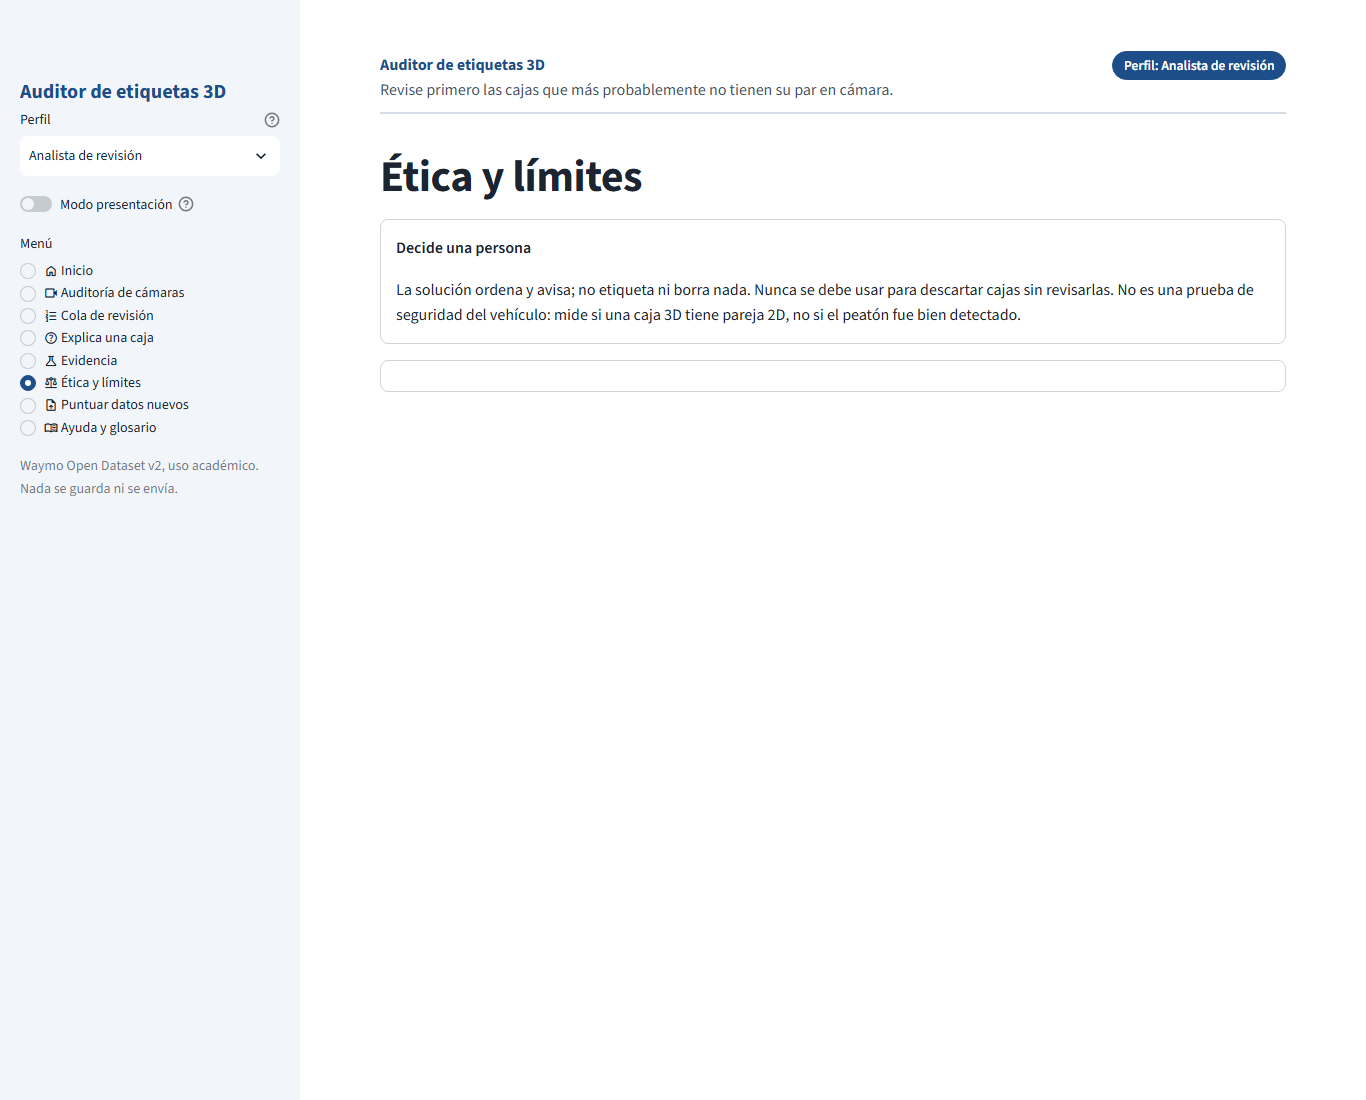 Auditor de etiquetas 3D
Perfil
Analista de revisión
Modo presentación
Menú
Inicio
Auditoría de cámaras
Cola de revisión
Explica una caja
Evidencia
Ética y límites
Puntuar datos nuevos
Ayuda y glosario
Waymo Open Dataset v2, uso académico.
Nada se guarda ni se envía.
Auditor de etiquetas 3D
Revise primero las cajas que más probablemente no tienen su par en cámara.
Perfil: Analista de revisión
Ética y límites
Decide una persona
La solución ordena y avisa; no etiqueta ni borra nada. Nunca se debe usar para descartar cajas sin revisarlas. No es una prueba de
seguridad del vehículo: mide si una caja 3D tiene pareja 2D, no si el peatón fue bien detectado.